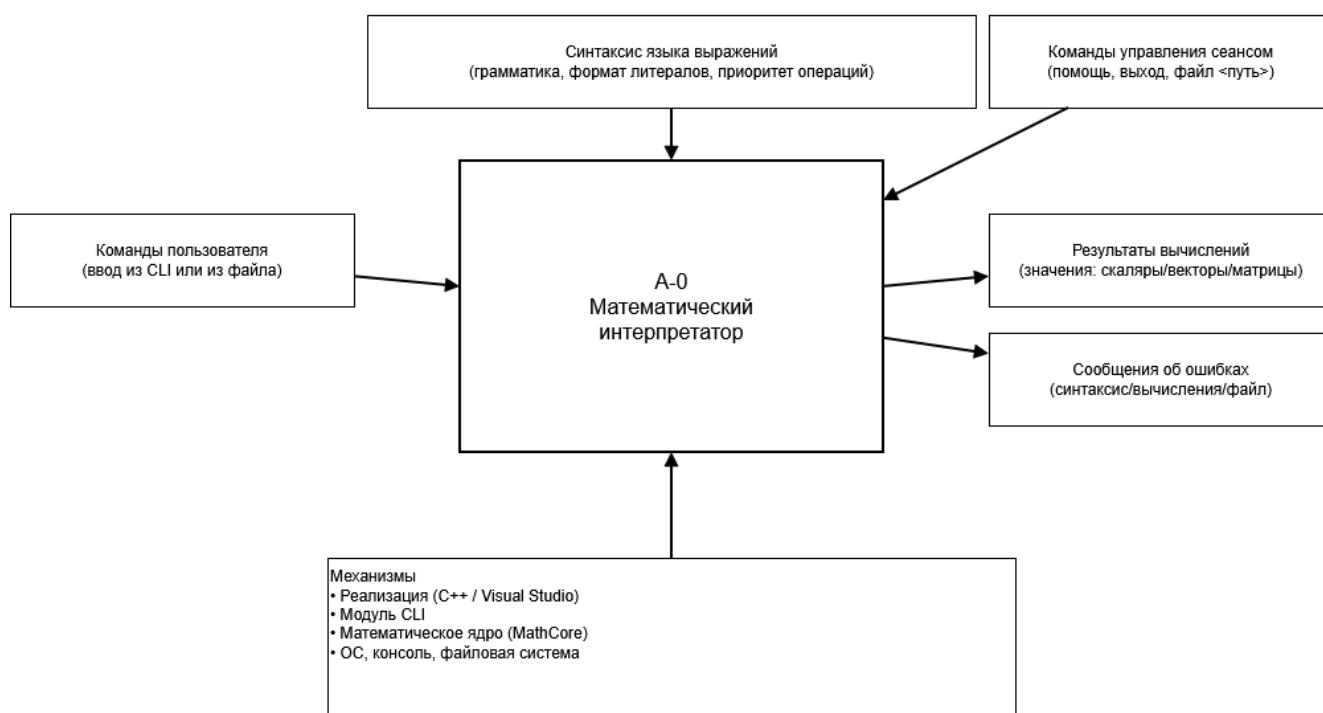 Синтаксис языка выражений
(грамматика, формат литералов, приоритет операций)
Команды управления сеансом
(помощь, выход, файл <путь>)
Команды пользователя
(ввод из CLI или из файла)
А-0
Математический
интерпретатор
Результаты вычислений
(значения: скаляры/векторы/матрицы)
Сообщения об ошибках
(синтаксис/вычисления/файл)
Механизмы
• Реализация (C++ / Visual Studio)
• Модуль CLI
• Математическое ядро (MathCore)
• ОС, консоль, файловая система